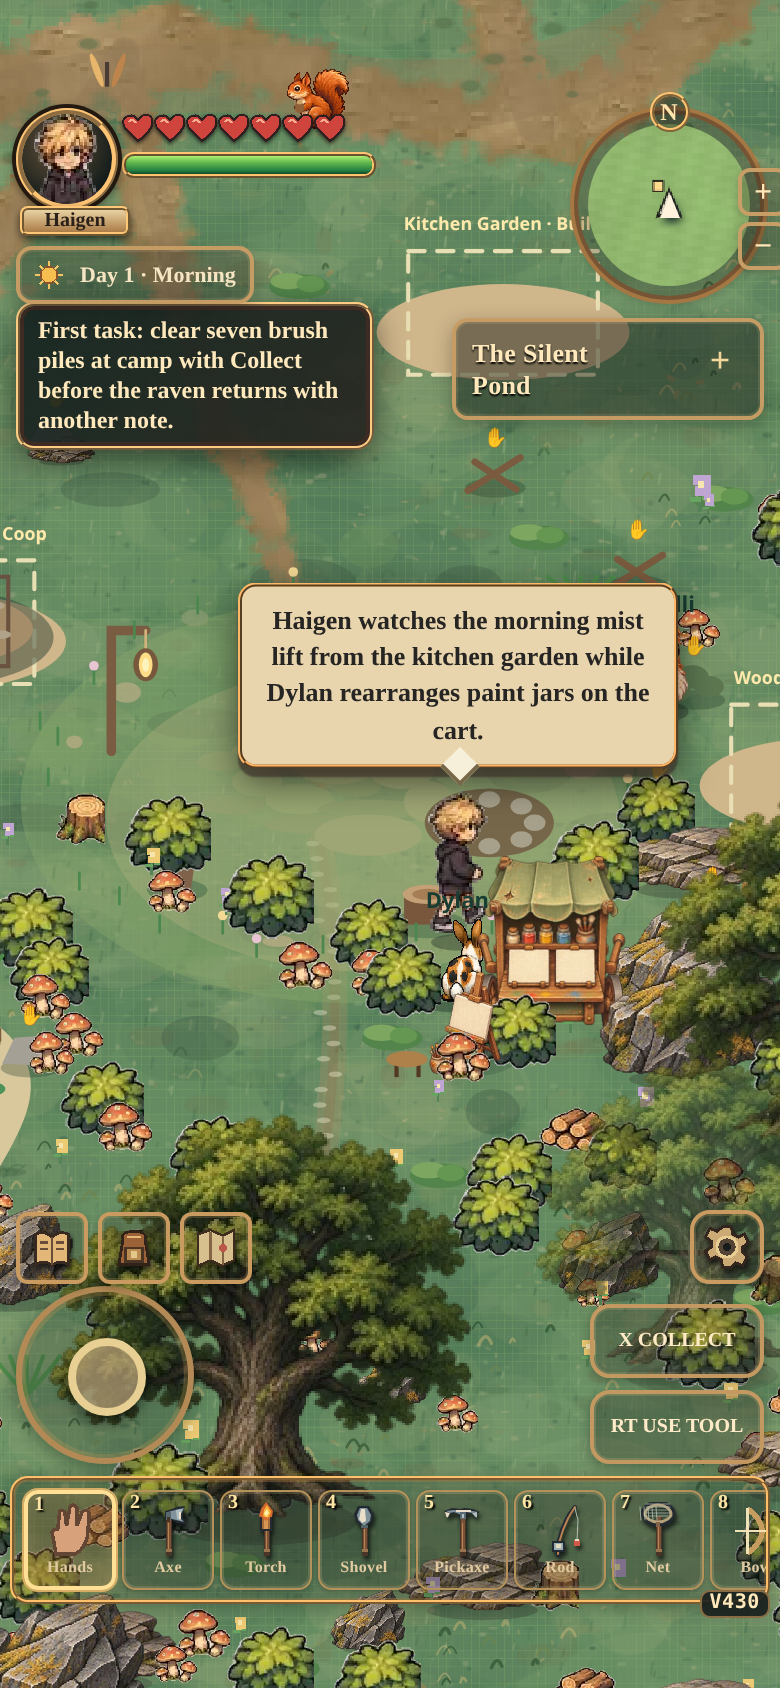 N
+
−
Haigen
Kitchen Garden ·
Day 1 · Morning
First task: clear seven brush
piles at camp with Collect
before the raven returns with
another note.
The Silent
Pond
+
Coop
Haigen watches the morning mist
lift from the kitchen garden while
Dylan rearranges paint jars on the
cart.
Dylan
X COLLECT
RT USE TOOL
1
2
3
4
5
6
7
8
Hands
Axe
Torch
Shovel
Pickaxe
Rod
Net
Bow
V430